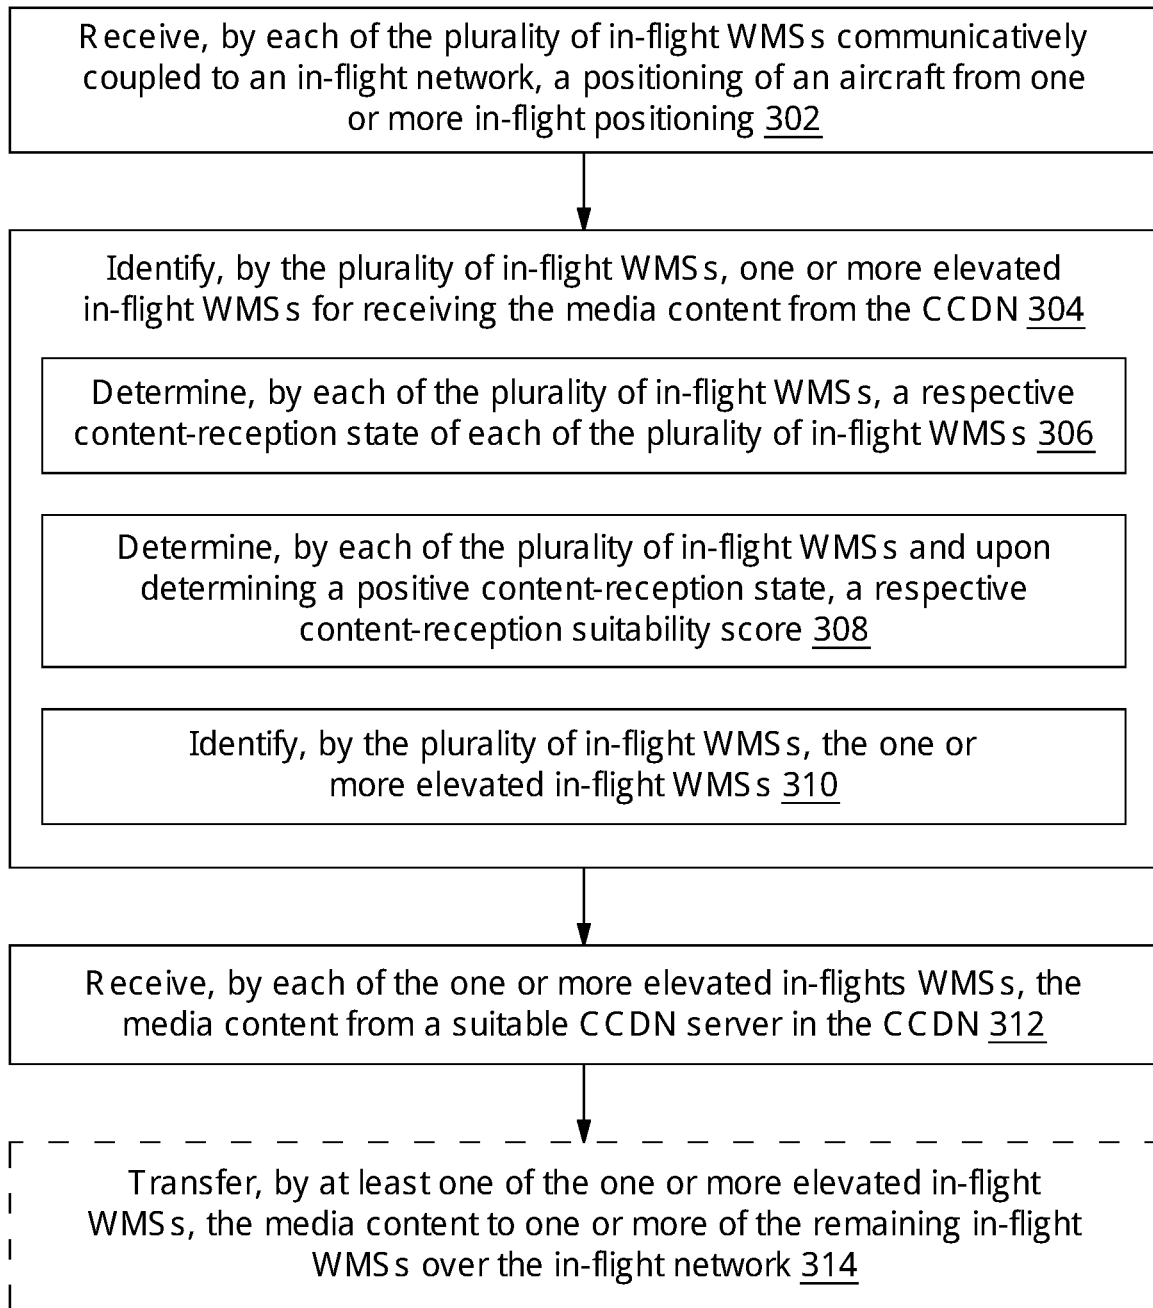 Receive, by each of the plurality of in-flight WMSs communicatively
coupled to an in-flight network, a positioning of an aircraft from one
or more in-flight positioning 302
Identify, by the plurality of in-flight WMSs, one or more elevated
in-flight WMSs for receiving the media content from the CCDN 304
Determine, by each of the plurality of in-flight WMSs, a respective
content-reception state of each of the plurality of in-flight WMSs 306
Determine, by each of the plurality of in-flight WMSs and upon
determining a positive content-reception state, a respective
content-reception suitability score 308
Identify, by the plurality of in-flight WMSs, the one or
more elevated in-flight WMSs 310
Receive, by each of the one or more elevated in-flights WMSs, the
media content from a suitable CCDN server in the CCDN 312
Transfer, by at least one of the one or more elevated in-flight
WMSs, the media content to one or more of the remaining in-flight
WMSs over the in-flight network 314